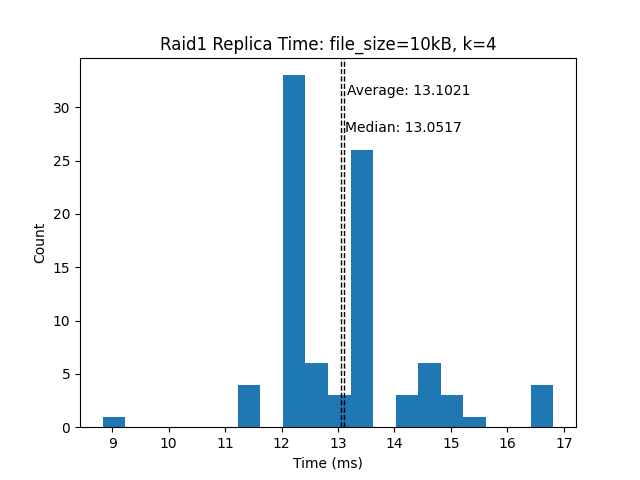 Raid1 Replica Time: file_size=10kB, k=4
Average: 13.1021
Median: 13.0517
Count
30
25
20
15
10
5
0
9 10 11 12 13 14 15 16 17
Time (ms)